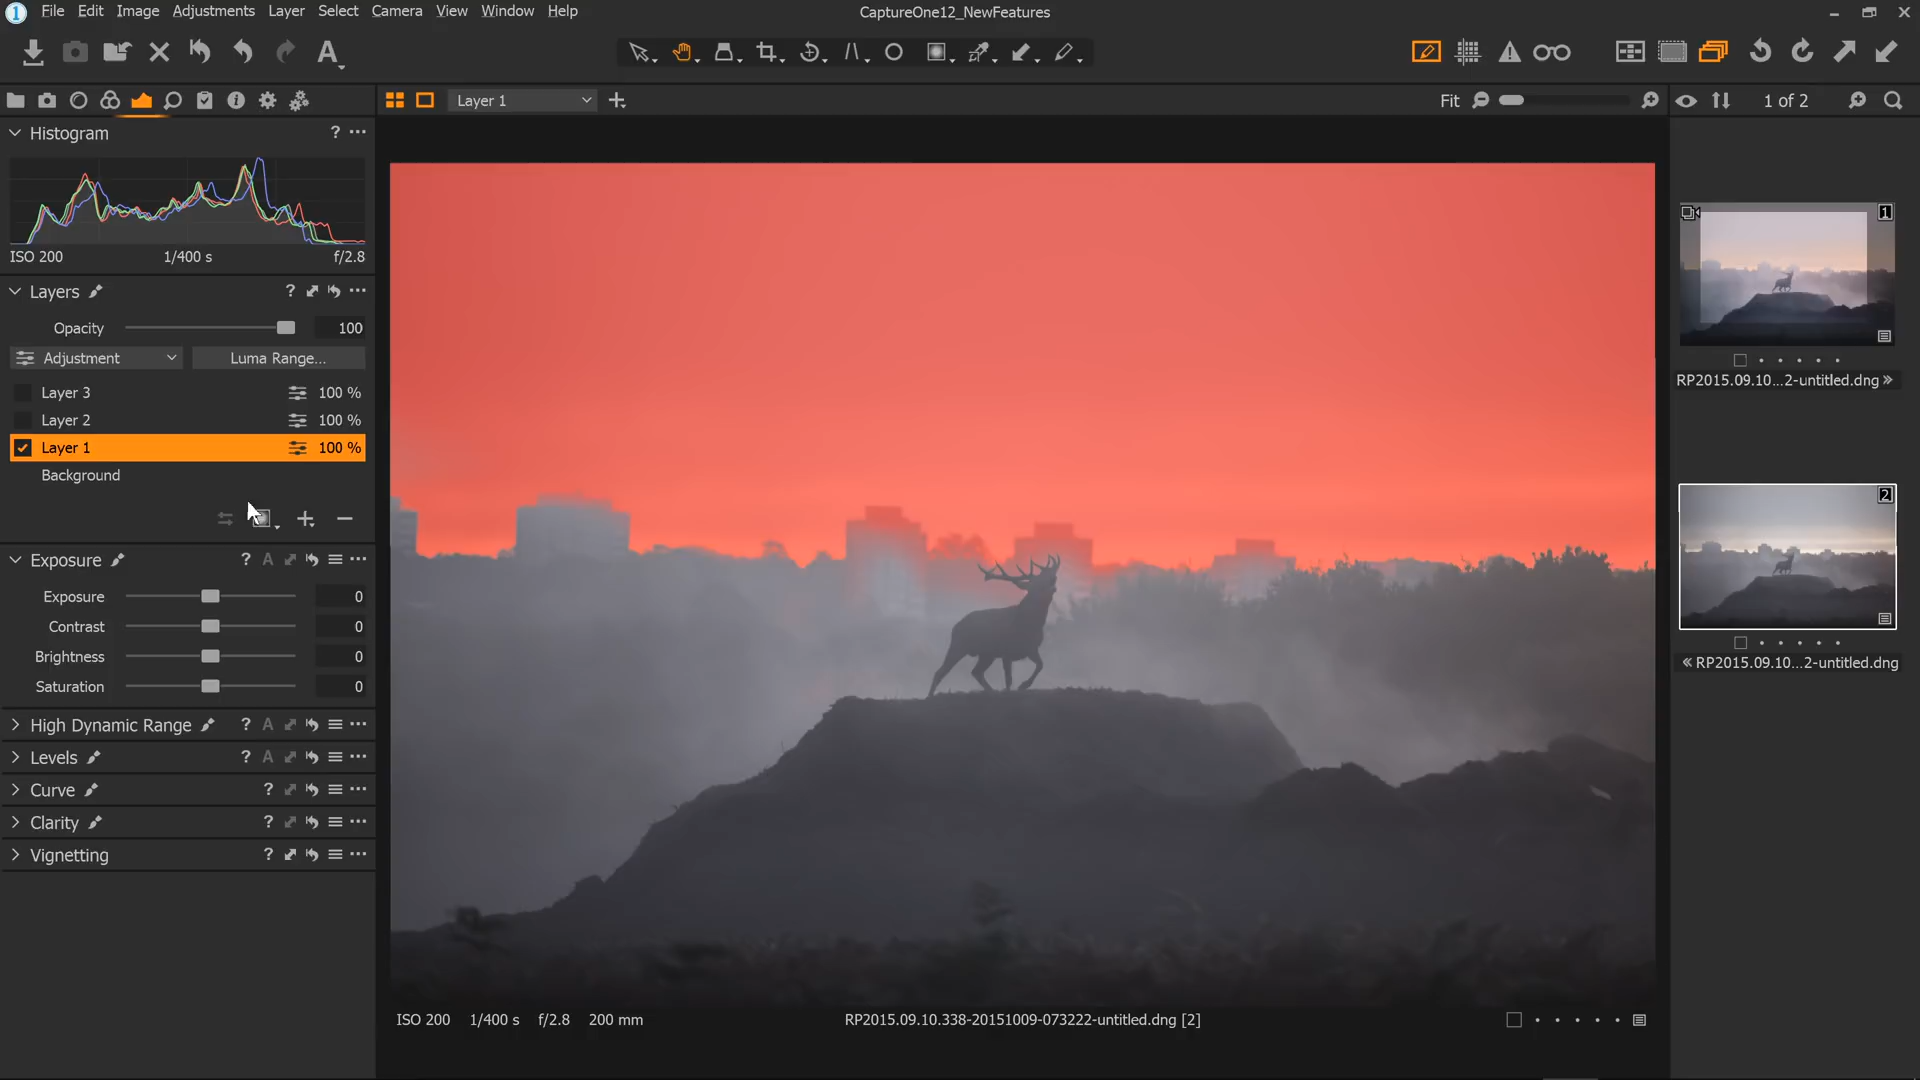 File Edit Image Adjustments Layer Select Camera View Window Help
CaptureOne12_NewFeatures
Layer 1
Fit
1 of 2
Histogram
ISO 200 1/400 s f/2.8
Layers
Opacity 100
Adjustment Luma Range...
Layer 3 100 %
Layer 2 100 %
Layer 1 100 %
Background
Exposure
Exposure 0
Contrast 0
Brightness 0
Saturation 0
High Dynamic Range
Levels
Curve
Clarity
Vignetting
ISO 200 1/400 s f/2.8 200 mm
RP2015.09.10.338-20151009-073222-untitled.dng [2]
1
RP2015.09.10...2-untitled.dng
2
RP2015.09.10...2-untitled.dng